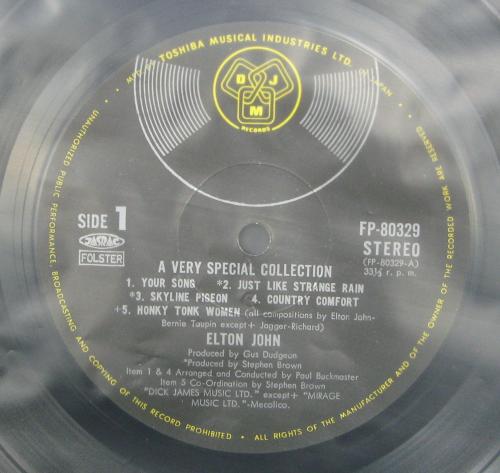 MFD. BY TOSHIBA MUSICAL INDUSTRIES LTD. IN JAPAN
D J
M
RECORDS
SIDE 1
FP-80329
STEREO
(FP-80329-A)
33⅓ r. p. m.
JASRAC
FOLSTER
A VERY SPECIAL COLLECTION
1. YOUR SONG *2. JUST LIKE STRANGE RAIN
*3. SKYLINE PIGEON 4. COUNTRY COMFORT
+5. HONKY TONK WOMEN (all compositions by Elton John-
Bernie Taupin except+ Jagger-Richard)
ELTON JOHN
Produced by Gus Dudgeon
*Produced by Stephen Brown
Item 1 & 4 Arranged and Conducted by Paul Buckmaster
Item 5 Co-Ordination by Stephen Brown
"DICK JAMES MUSIC LTD." except+ "MIRAGE
MUSIC LTD."-Mecolico.
• ALL RIGHTS OF THE MANUFACTURER AND OF THE OWNER OF THE RECORDED WORK ARE RESERVED •
UNAUTHORIZED PUBLIC PERFORMANCE, BROADCASTING AND COPYING OF THIS RECORD PROHIBITED